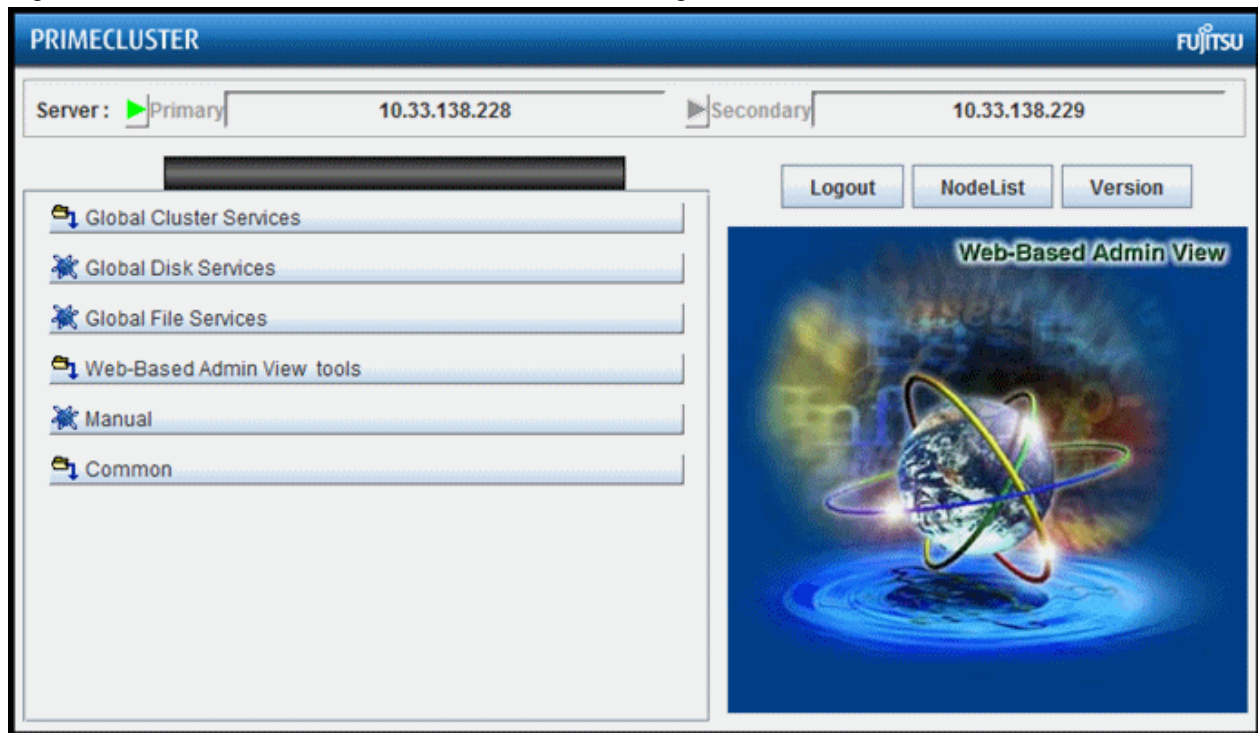 PRIMECLUSTER FUJITSU
Server : Primary 10.33.138.228 Secondary 10.33.138.229
Logout NodeList Version
Global Cluster Services
Global Disk Services
Global File Services
Web-Based Admin View tools
Manual
Common
Web-Based Admin View